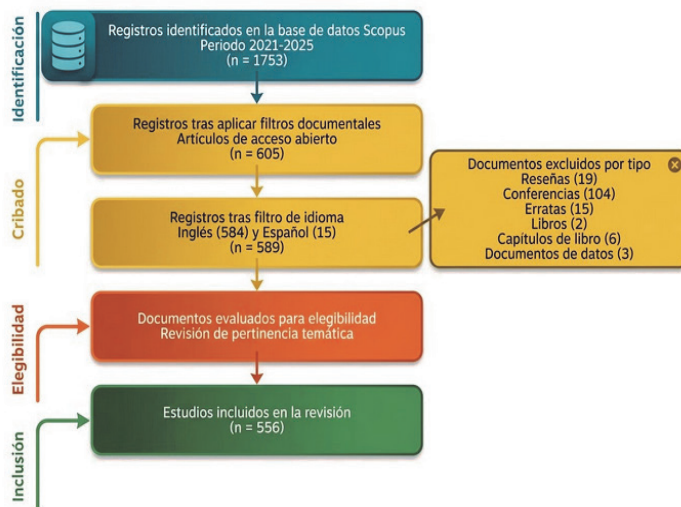 Identificación
Registros identificados en la base de datos Scopus
Periodo 2021-2025
(n = 1753)
Cribado
Registros tras aplicar filtros documentales
Artículos de acceso abierto
(n = 605)
Registros tras filtro de idioma
Inglés (584) y Español (15)
(n = 589)
Documentos excluidos por tipo
Reseñas (19)
Conferencias (104)
Erratas (15)
Libros (2)
Capítulos de libro (6)
Documentos de datos (3)
Elegibilidad
Documentos evaluados para elegibilidad
Revisión de pertinencia temática
Inclusión
Estudios incluidos en la revisión
(n = 556)